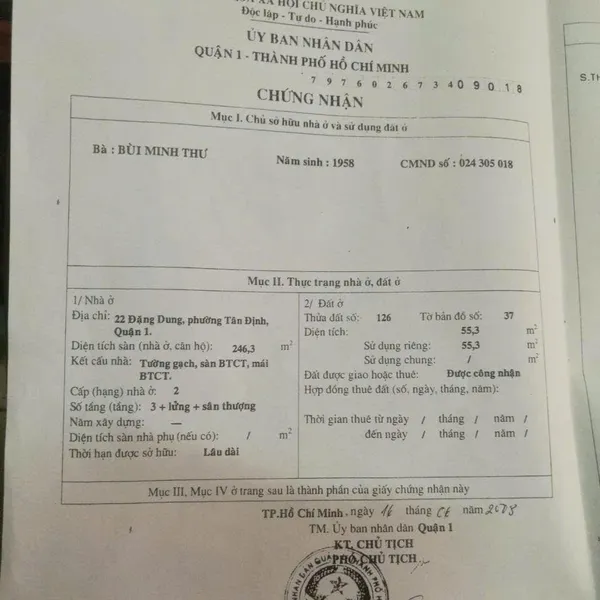 XÃ HỘI CHỦ NGHĨA VIỆT NAM
Độc lập - Tự do - Hạnh phúc
ỦY BAN NHÂN DÂN
QUẬN 1 - THÀNH PHỐ HỒ CHÍ MINH
7 9 7 6 0 2 6 7 3 4 0 9 0 1 8
CHỨNG NHẬN
Mục I. Chủ sở hữu nhà ở và sử dụng đất ở
Bà : BÙI MINH THƯ Năm sinh : 1958 CMND số : 024 305 018
Mục II. Thực trạng nhà ở, đất ở
1/ Nhà ở
Địa chỉ: 22 Đặng Dung, phường Tân Định,
Quận 1.
Diện tích sàn (nhà ở, căn hộ): 246,3 m2
Kết cấu nhà: Tường gạch, sàn BTCT, mái
BTCT.
Cấp (hạng) nhà ở: 2
Số tầng (tầng): 3 + lửng + sân thượng
Năm xây dựng: —
Diện tích sàn nhà phụ (nếu có): / m2
Thời hạn được sở hữu: Lâu dài
2/ Đất ở
Thửa đất số: 126 Tờ bản đồ số: 37
Diện tích: 55,3 m2
Sử dụng riêng: 55,3 m2
Sử dụng chung: / m2
Đất được giao hoặc thuê: Được công nhận
Hợp đồng thuê đất (số, ngày, tháng, năm):
Thời gian thuê từ ngày / tháng / năm /
đến ngày / tháng / năm /
Mục III, Mục IV ở trang sau là thành phần của giấy chứng nhận này
TP.Hồ Chí Minh, ngày 16 tháng năm
TM. Ủy ban nhân dân Quận 1
KT. CHỦ TỊCH
PHÓ CHỦ TỊCH
S.Th